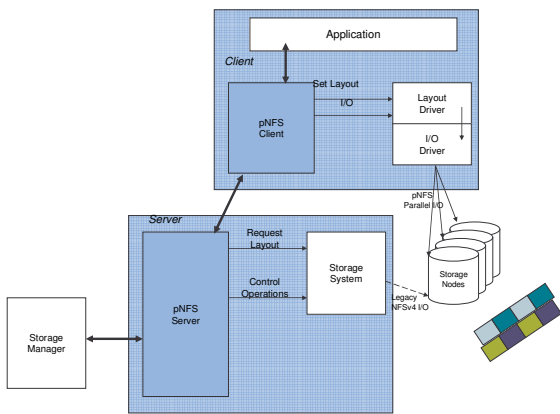 Application
Client
Set Layout
I/O
pNFS
Client
Layout
Driver
I/O
Driver
pNFS
Parallel I/O
Server
Request
Layout
Storage
System
Storage
Nodes
Control
Operations
pNFS
Server
Legacy
NFSv4 I/O
Storage
Manager